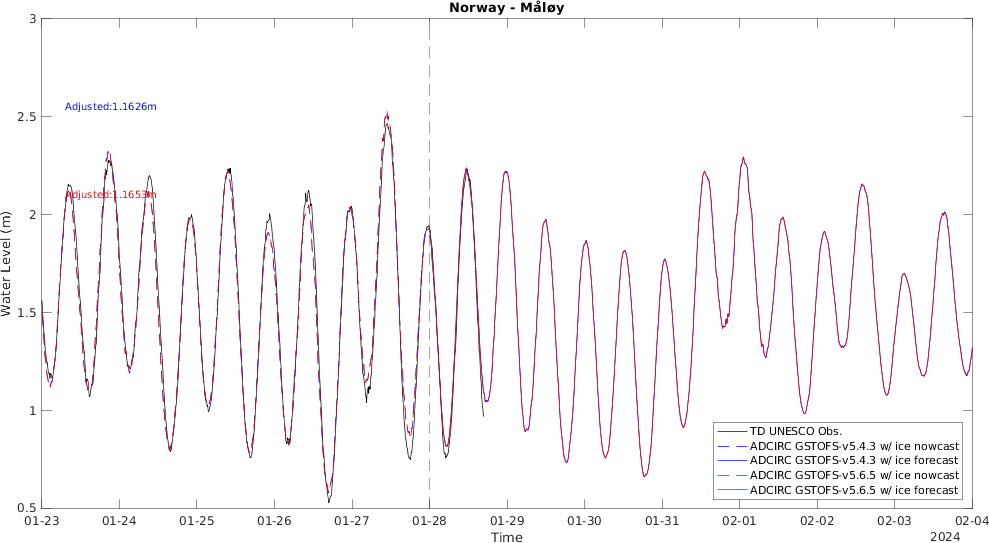 Norway - Måløy
3
2.5
2
1.5
1
0.5
Water Level (m)
Adjusted:1.1626m
Adjusted:1.1653m
TD UNESCO Obs.
ADCIRC GSTOFS-v5.4.3 w/ ice nowcast
ADCIRC GSTOFS-v5.4.3 w/ ice forecast
ADCIRC GSTOFS-v5.6.5 w/ ice nowcast
ADCIRC GSTOFS-v5.6.5 w/ ice forecast
01-23 01-24 01-25 01-26 01-27 01-28 01-29 01-30 01-31 02-01 02-02 02-03 02-04
Time
2024